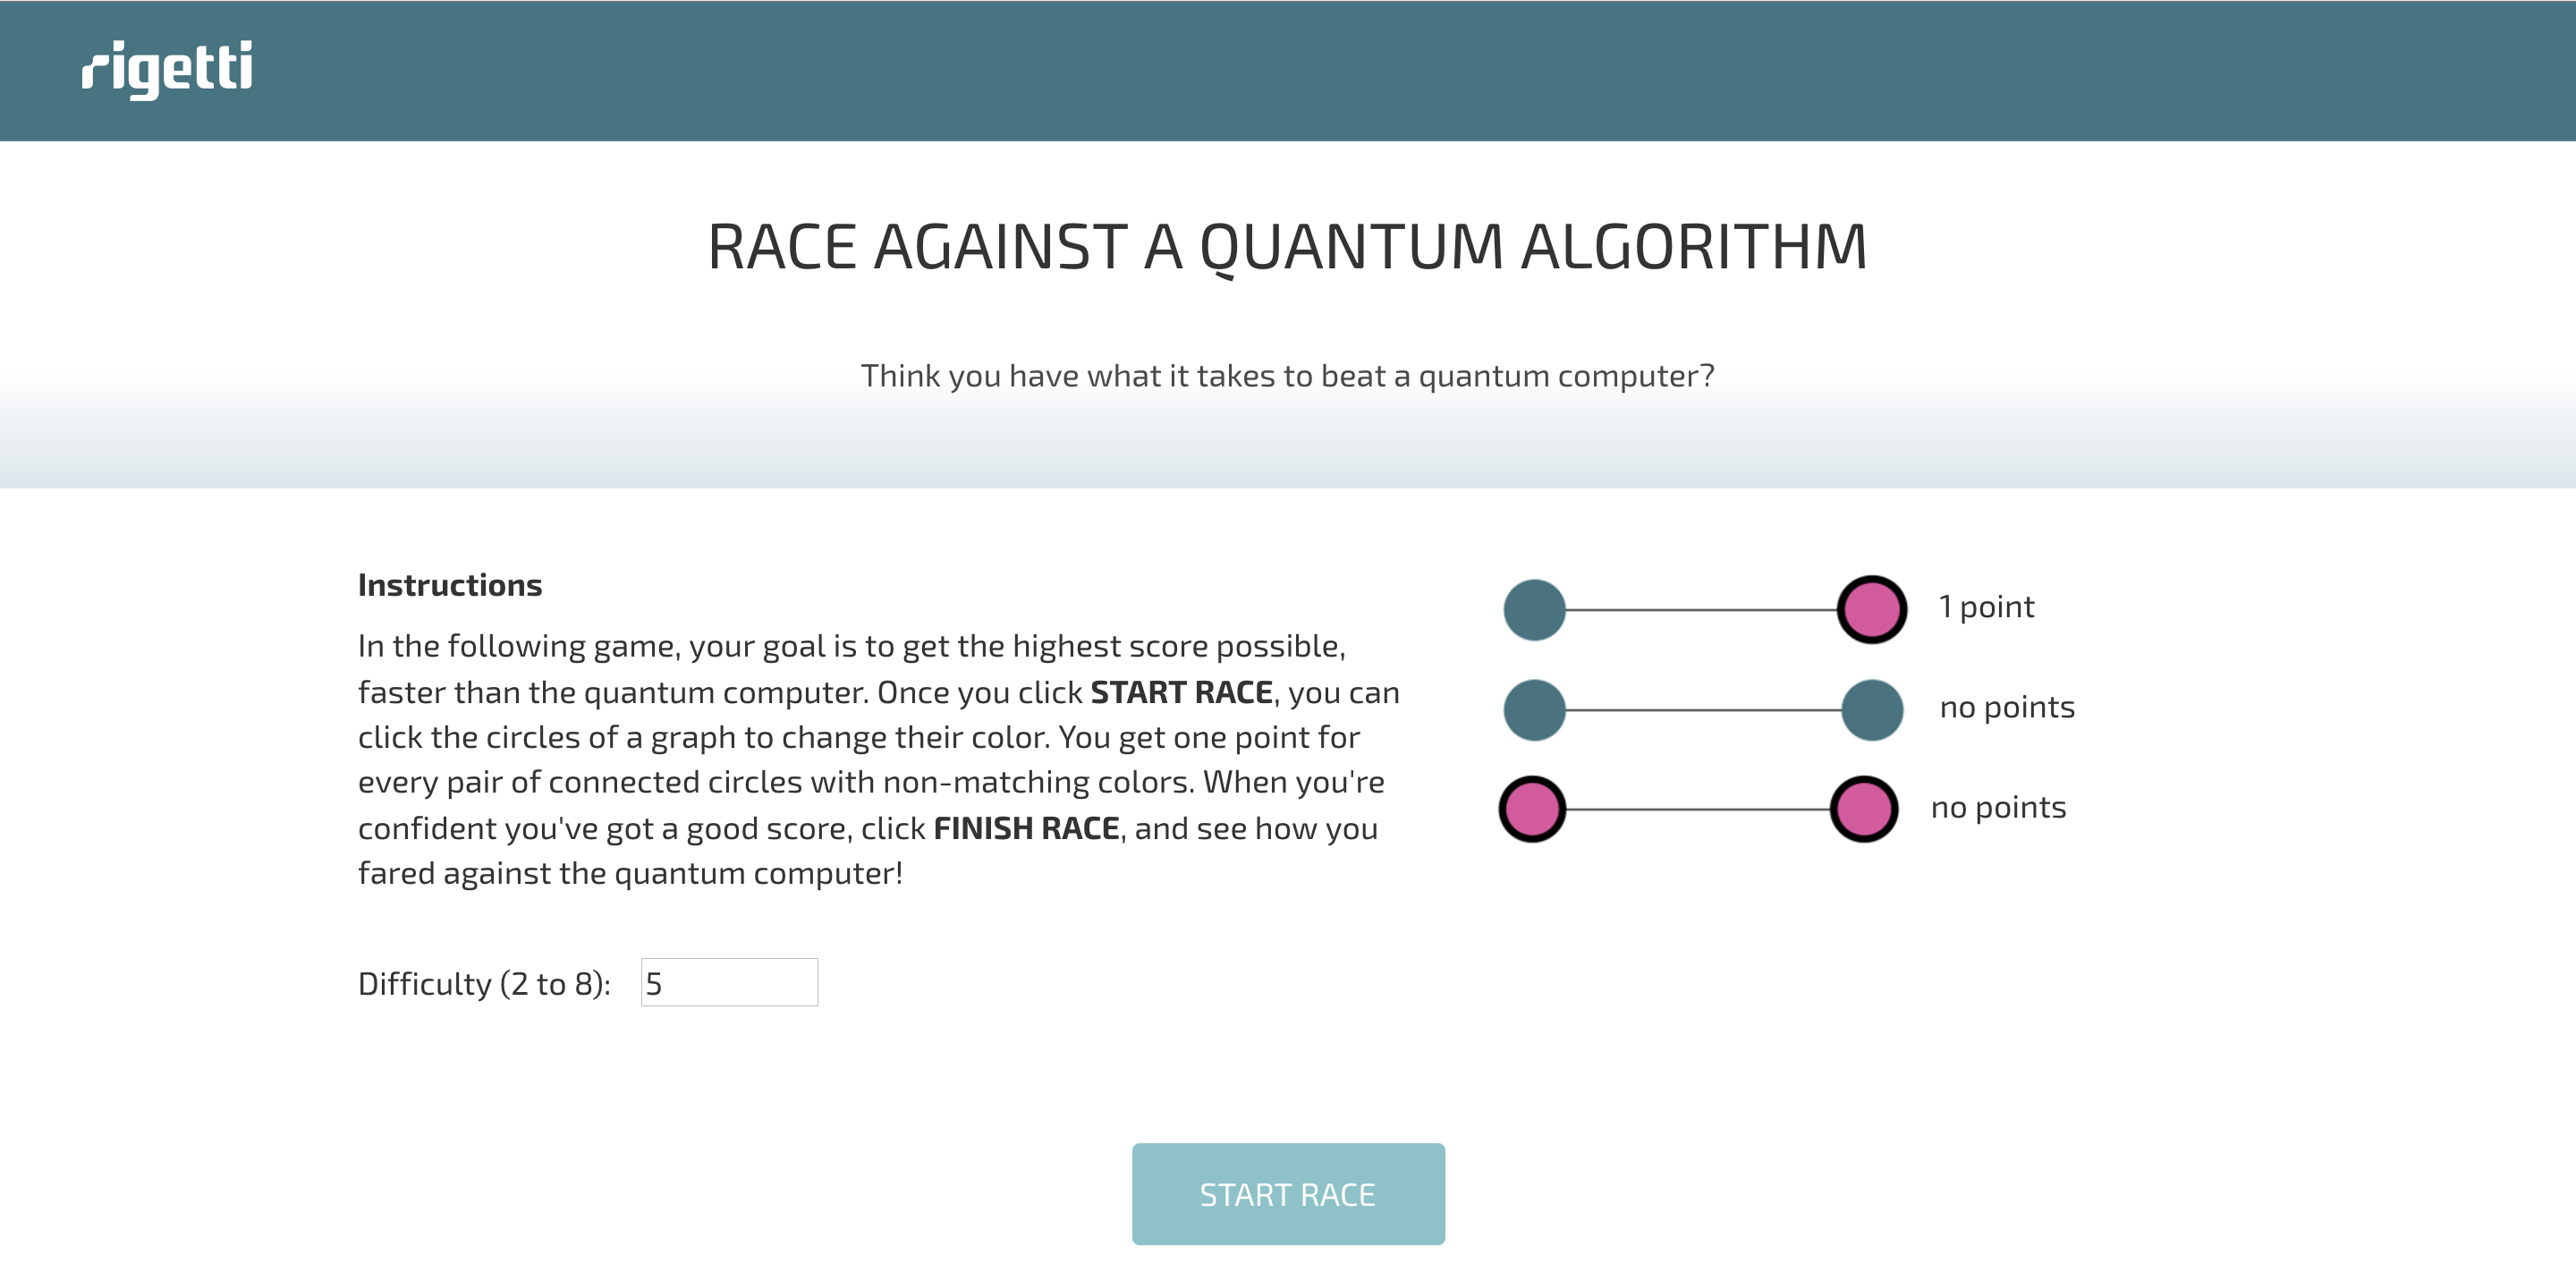 rigetti
RACE AGAINST A QUANTUM ALGORITHM
Think you have what it takes to beat a quantum computer?
Instructions
In the following game, your goal is to get the highest score possible,
faster than the quantum computer. Once you click START RACE, you can
click the circles of a graph to change their color. You get one point for
every pair of connected circles with non-matching colors. When you're
confident you've got a good score, click FINISH RACE, and see how you
fared against the quantum computer!
1 point
no points
no points
Difficulty (2 to 8): 5
START RACE